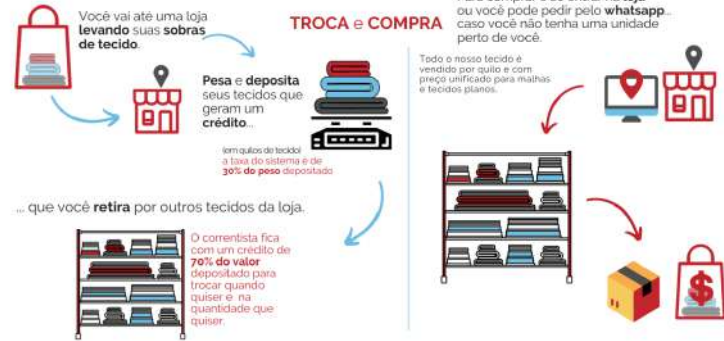 Você vai até uma loja
levando suas sobras
de tecido.
Pesa e deposita
seus tecidos que
geram um
crédito...
(em quilos de tecido)
a taxa do sistema é de
30% do peso depositado
... que você retira por outros tecidos da loja.
O correntista fica
com um crédito de
70% do valor
depositado para
trocar quando
quiser e na
quantidade que
quiser.
TROCA e COMPRA
ou você pode pedir pelo whatsapp...
caso você não tenha uma unidade
perto de você.
Todo o nosso tecido é
vendido por quilo e com
preço unificado para malhas
e tecidos planos.
$